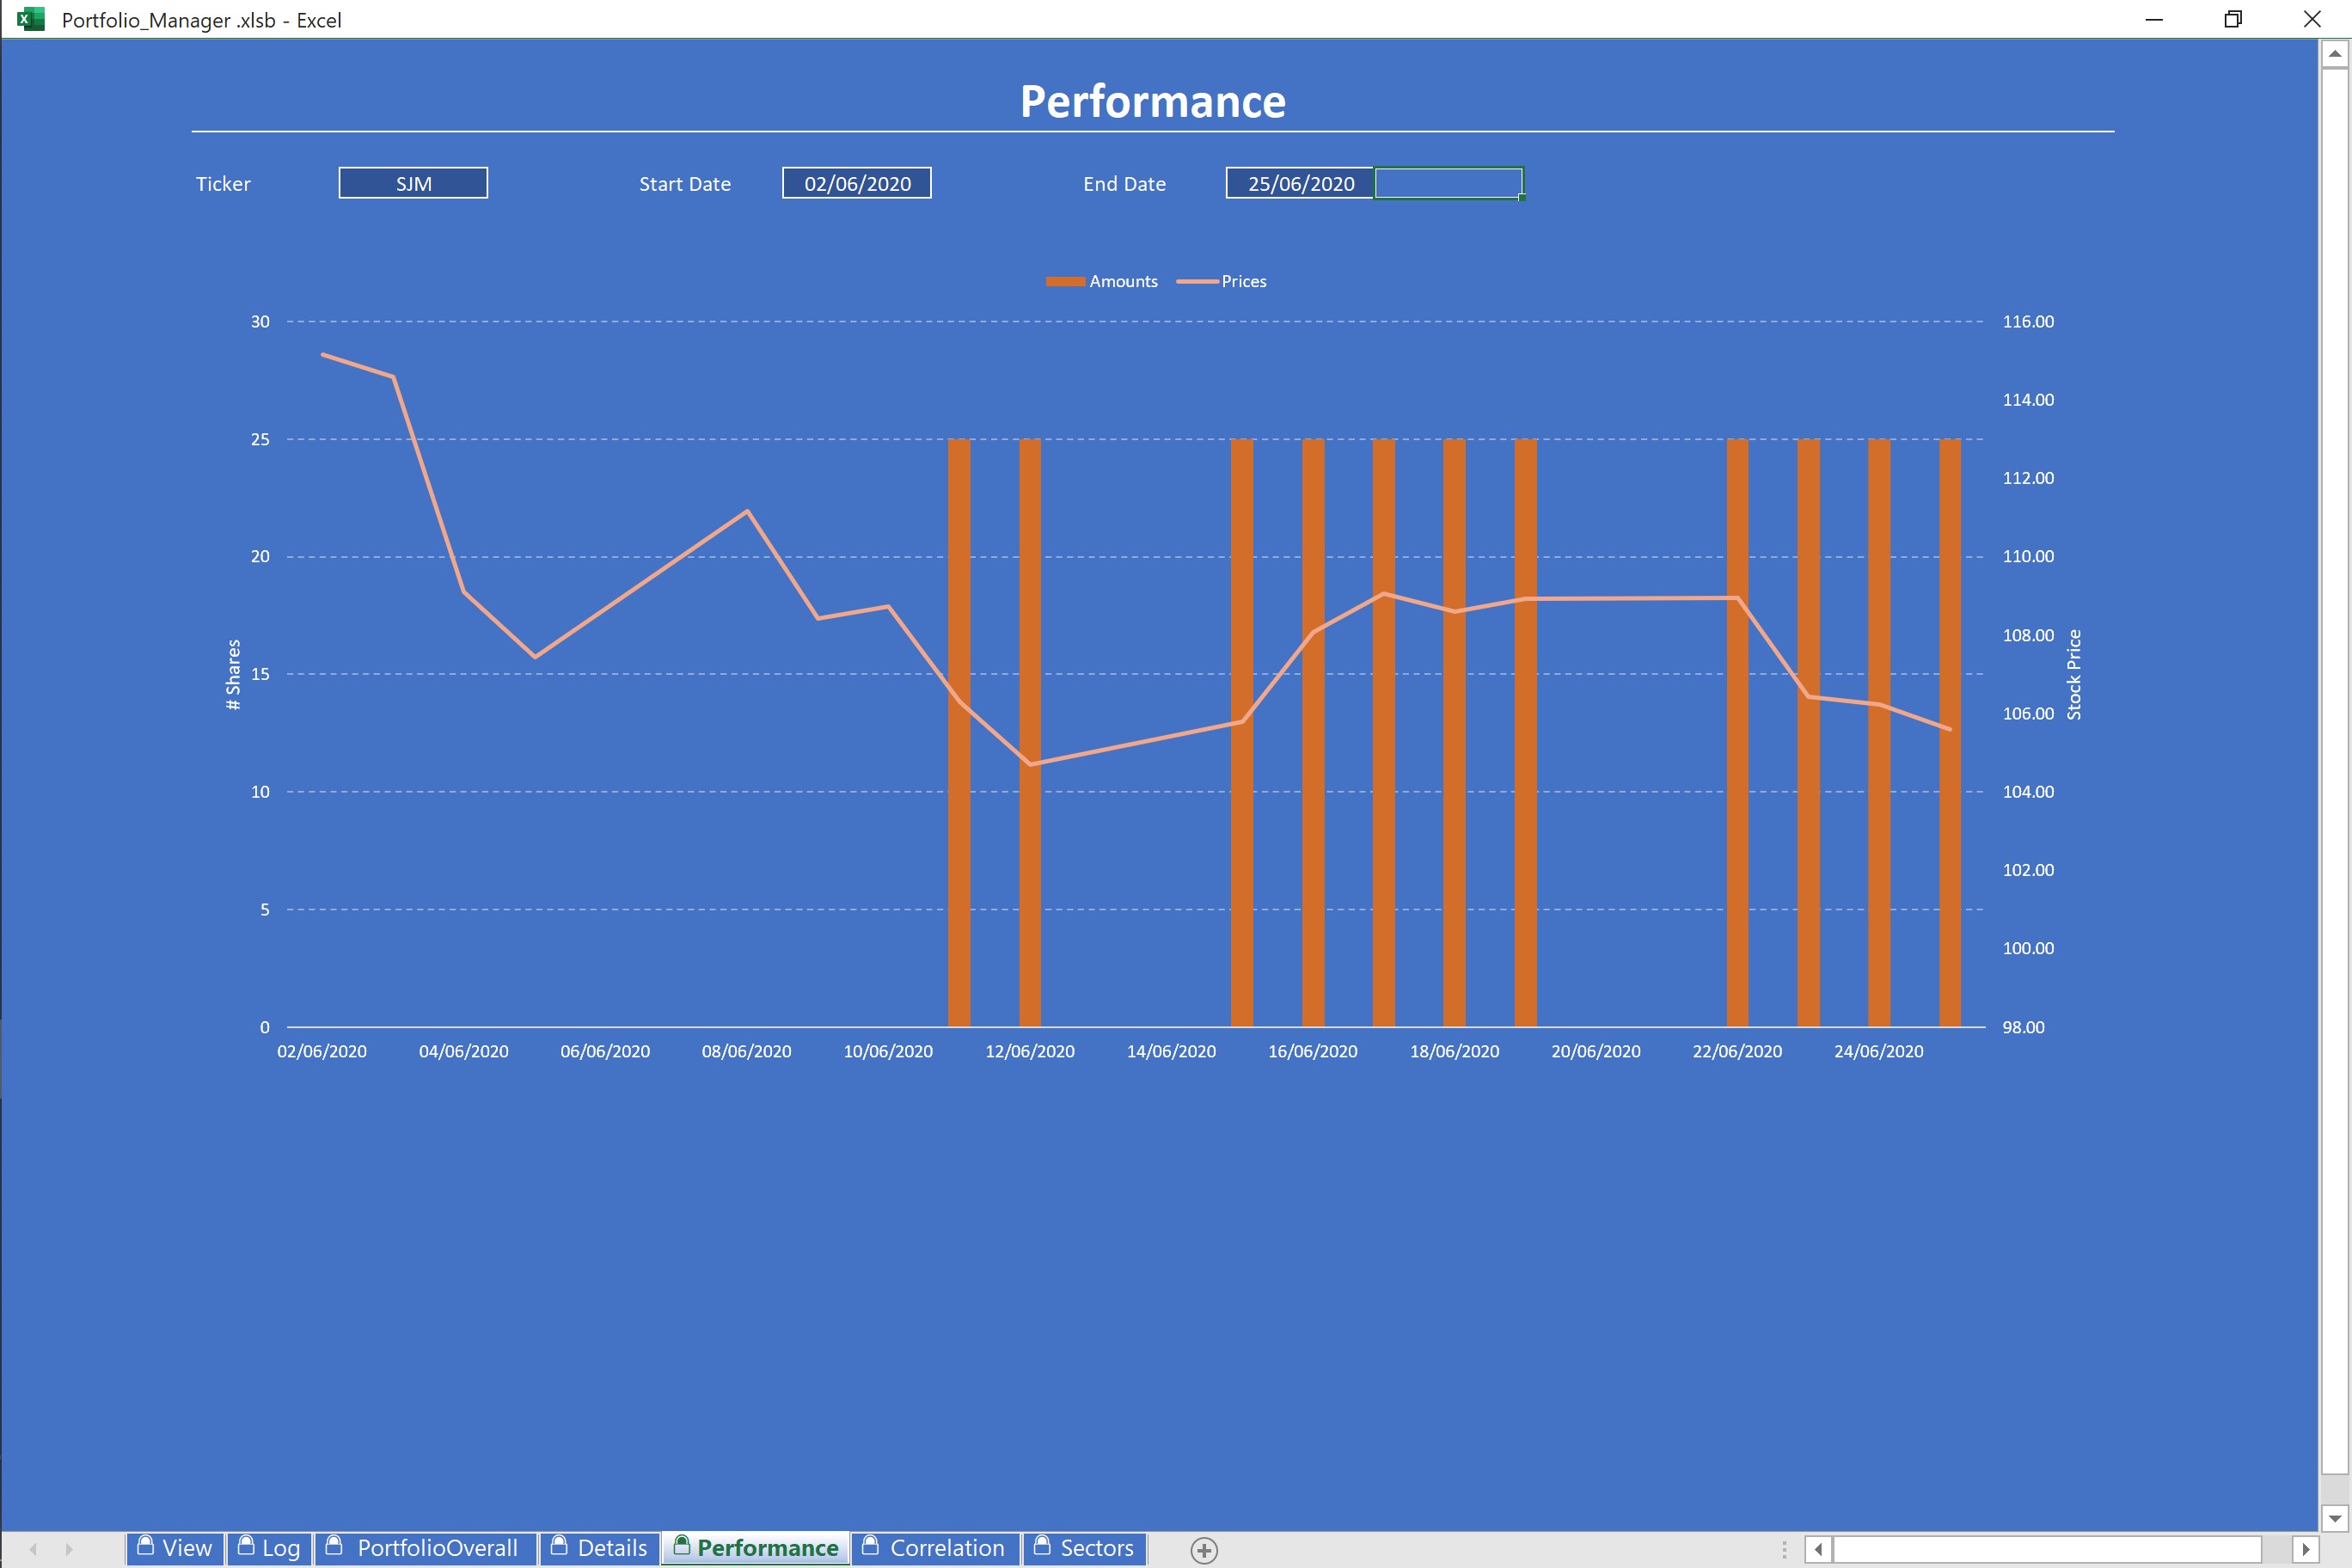 Portfolio_Manager .xlsb - Excel
Performance
Ticker SJM Start Date 02/06/2020 End Date 25/06/2020
Amounts Prices
30 116.00
114.00
25
112.00
20 110.00
108.00
# Shares
Stock Price
15
106.00
10 104.00
102.00
5
100.00
0 98.00
02/06/2020 04/06/2020 06/06/2020 08/06/2020 10/06/2020 12/06/2020 14/06/2020 16/06/2020 18/06/2020 20/06/2020 22/06/2020 24/06/2020
View Log PortfolioOverall Details Performance Correlation Sectors